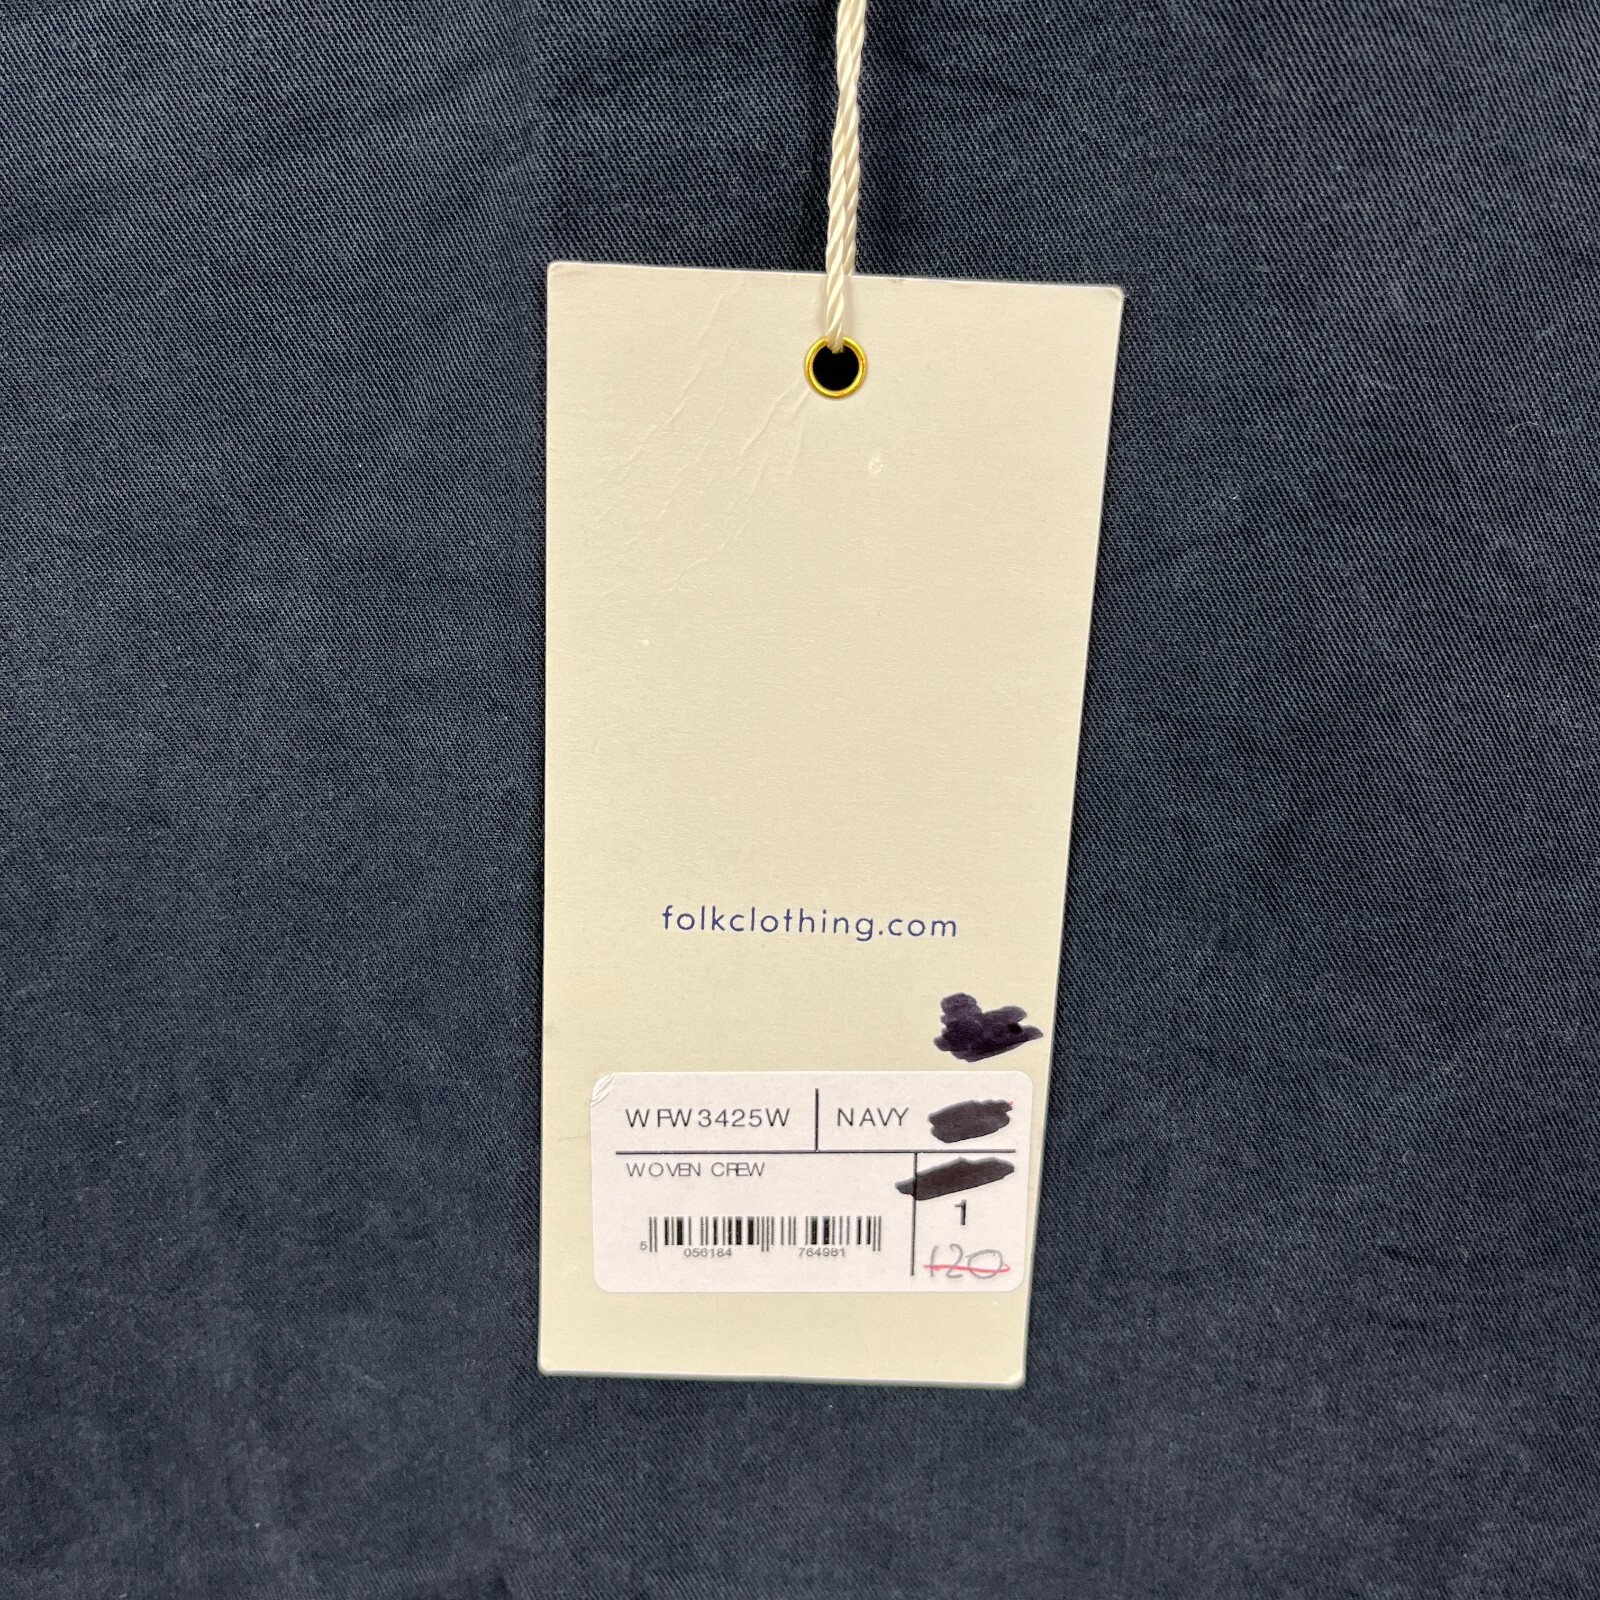 folkclothing.com
WFW3425W NAVY
WOVEN CREW
1
5 056184 764981
120